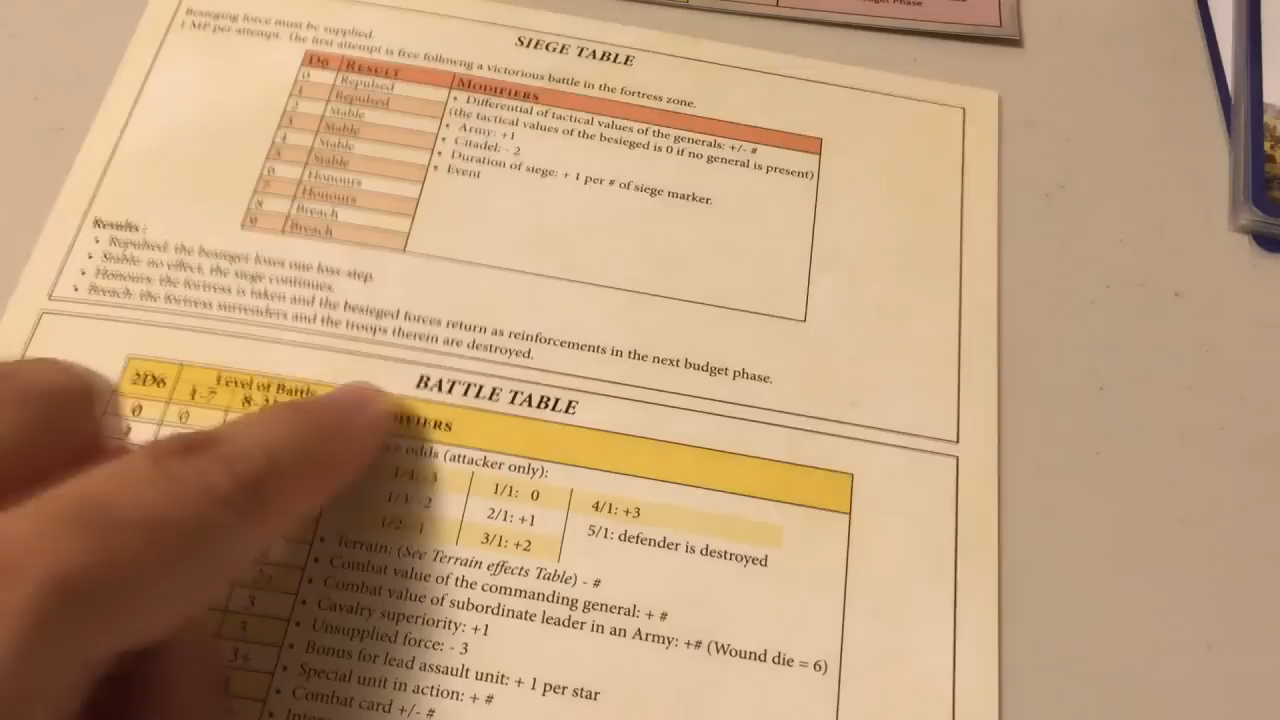 get Phase
Besieging force must be supplied.
1 MP per attempt. The first attempt is free followng a victorious battle in the fortress zone.
SIEGE TABLE
D6 RESULT MODIFIERS
0 Repulsed
1 Repulsed
2 Stable
3 Stable
4 Stable
5 Stable
6 Honours
7 Honours
8 Breach
9 Breach
• Differential of tactical values of the generals: +/- #
(the tactical values of the besieged is 0 if no general is present)
• Army: +1
• Citadel: - 2
• Duration of siege: + 1 per # of siege marker.
• Event
Results :
• Repulsed: the besieger loses one loss step.
• Stable: no effect, the siege continues.
• Honours: the fortress is taken and the besieged forces return as reinforcements in the next budget phase.
• Breach: the fortress surrenders and the troops therein are destroyed.
BATTLE TABLE
2D6 Level of Battle
1-7
0 0
odds (attacker only):
1/1: 0
2/1: +1
3/1: +2
4/1: +3
5/1: defender is destroyed
• Terrain: (See Terrain effects Table) - #
• Combat value of the commanding general: + #
• Combat value of subordinate leader in an Army: +# (Wound die = 6)
• Cavalry superiority: +1
• Unsupplied force: - 3
• Bonus for lead assault unit: + 1 per star
• Special unit in action: + #
• Combat card +/- #
3
3
3+